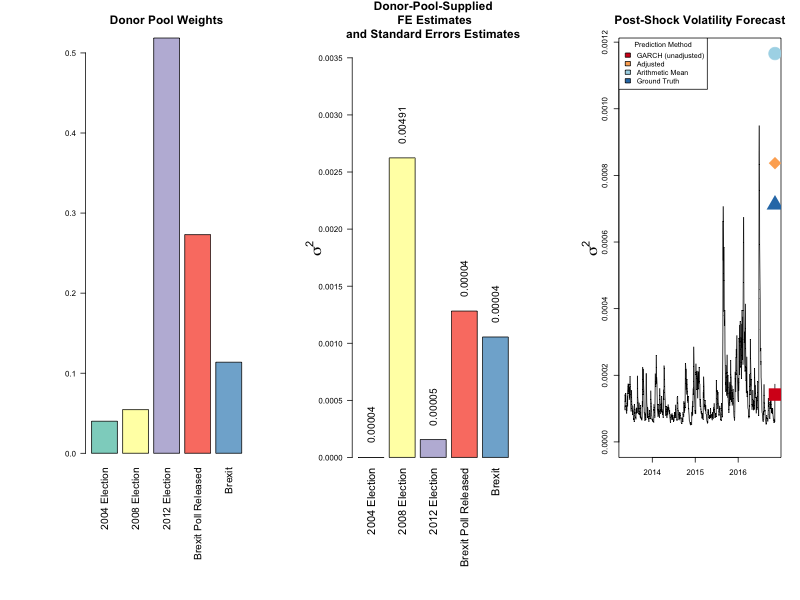 Donor Pool Weights
0.5
0.4
0.3
0.2
0.1
0.0
2004 Election
2008 Election
2012 Election
Brexit Poll Released
Brexit
Donor-Pool-Supplied
FE Estimates
and Standard Errors Estimates
σ²
0.0035
0.0030
0.0025
0.0020
0.0015
0.0010
0.0005
0.0000
0.00004
0.00491
0.00005
0.00004
0.00004
2004 Election
2008 Election
2012 Election
Brexit Poll Released
Brexit
Post-Shock Volatility Forecast
σ²
0.0012
0.0010
0.0008
0.0006
0.0004
0.0002
0.0000
Prediction Method
GARCH (unadjusted)
Adjusted
Arithmetic Mean
Ground Truth
2014
2015
2016